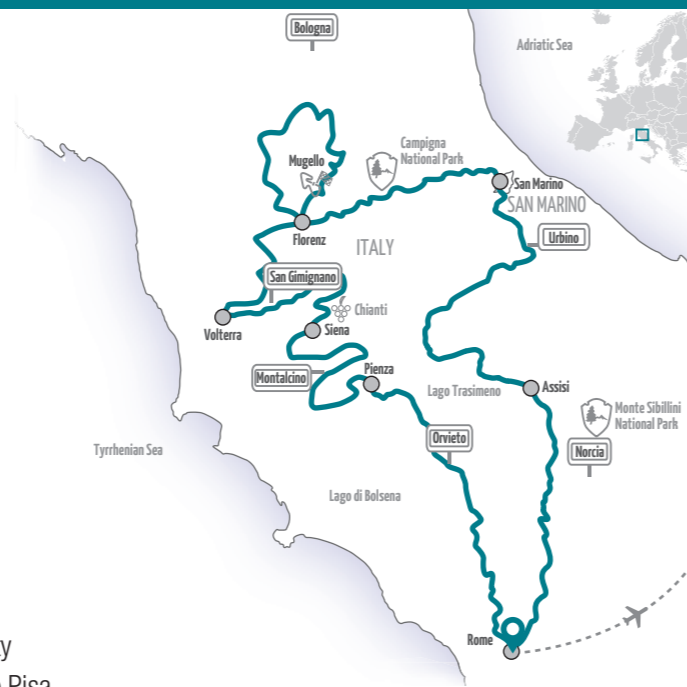 Bologna
Adriatic Sea
Campigna
National Park
Mugello
San Marino
SAN MARINO
Florenz
Urbino
ITALY
San Gimignano
Chianti
Volterra
Siena
Pienza
Montalcino
Lago Trasimeno
Assisi
Monte Sibillini
National Park
Orvieto
Norcia
Tyrrhenian Sea
Lago di Bolsena
Rome
Pisa